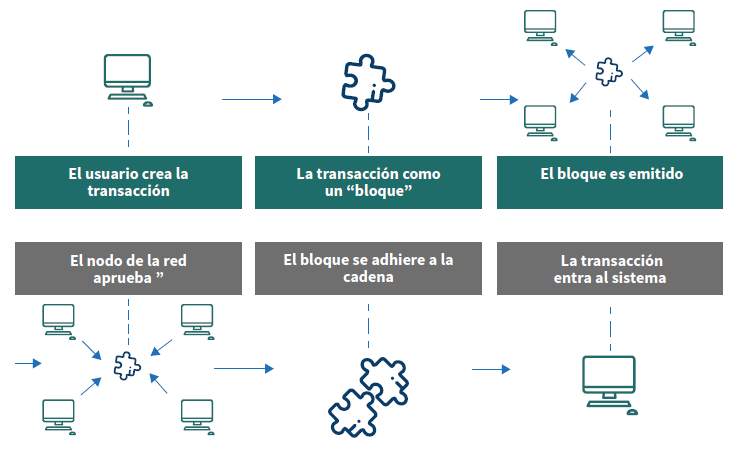 El usuario crea la
transacción
La transacción como
un “bloque”
El bloque es emitido
El nodo de la red
aprueba ”
El bloque se adhiere a la
cadena
La transacción
entra al sistema